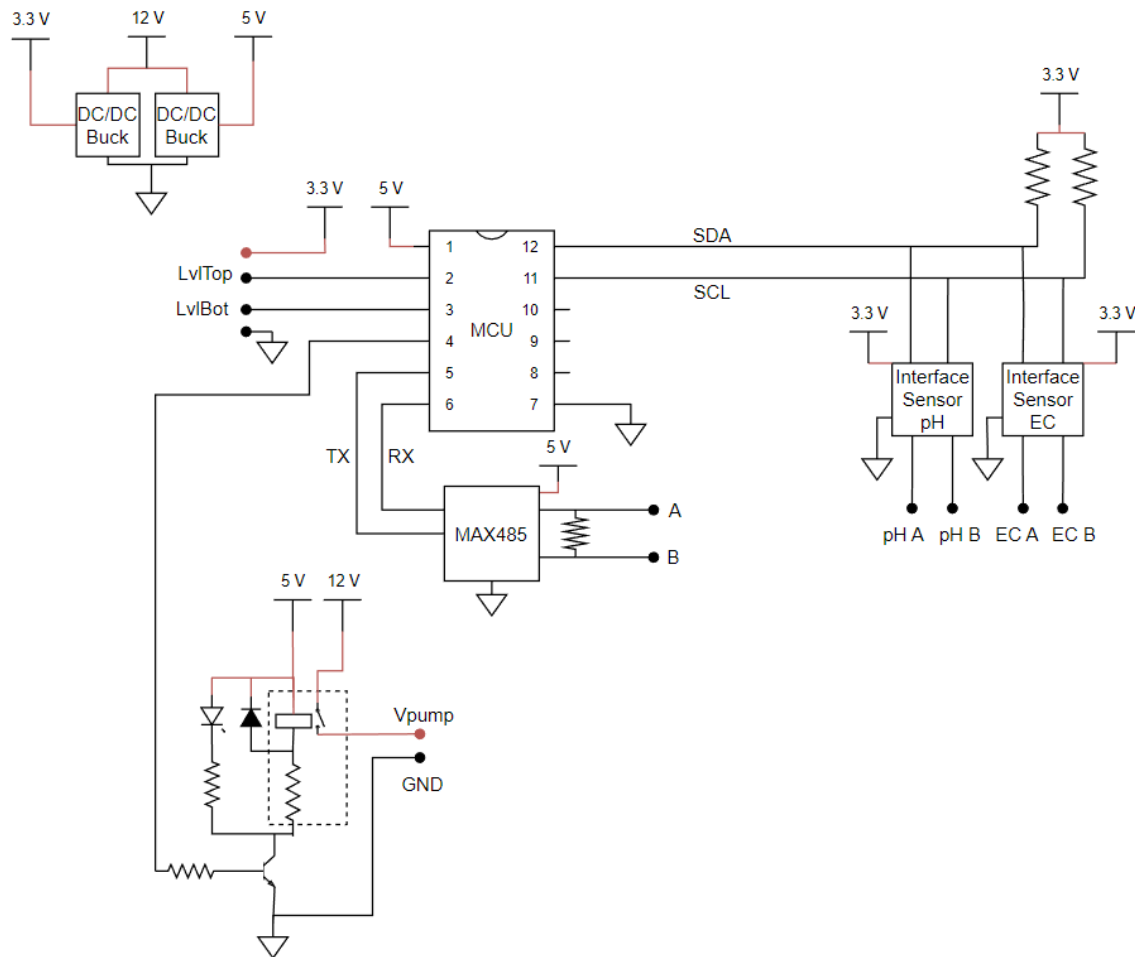 3.3 V
12 V
5 V
DC/DC
Buck
DC/DC
Buck
3.3 V
3.3 V
5 V
LvlTop
LvlBot
1
2
3
4
5
6
MCU
12
11
10
9
8
7
SDA
SCL
3.3 V
3.3 V
Interface
Sensor
pH
Interface
Sensor
EC
pH A
pH B
EC A
EC B
TX
RX
5 V
MAX485
A
B
5 V
12 V
Vpump
GND